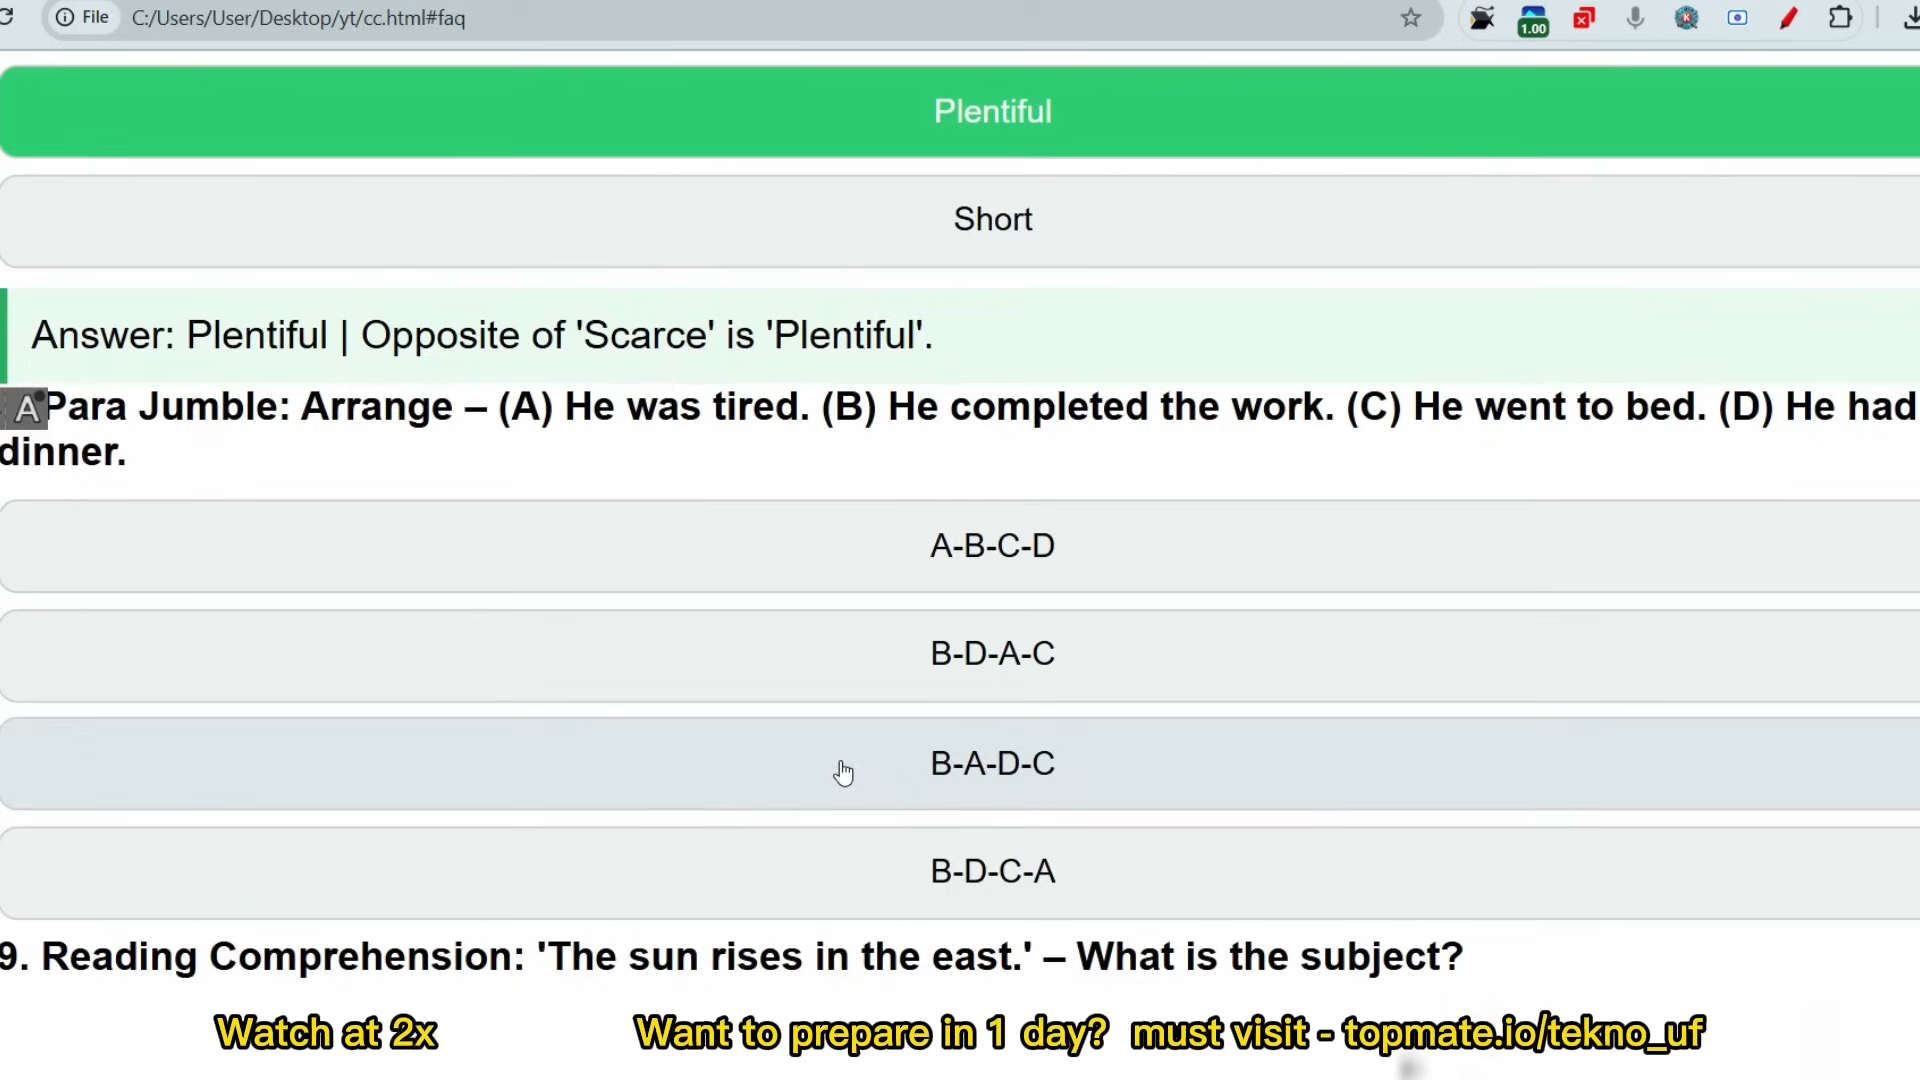 File C:/Users/User/Desktop/yt/cc.html#faq
1.00
Plentiful
Short
Answer: Plentiful | Opposite of 'Scarce' is 'Plentiful'.
A
Para Jumble: Arrange – (A) He was tired. (B) He completed the work. (C) He went to bed. (D) He had
dinner.
A-B-C-D
B-D-A-C
B-A-D-C
B-D-C-A
9. Reading Comprehension: 'The sun rises in the east.' – What is the subject?
Watch at 2x Want to prepare in 1 day? must visit - topmate.io/tekno_uf